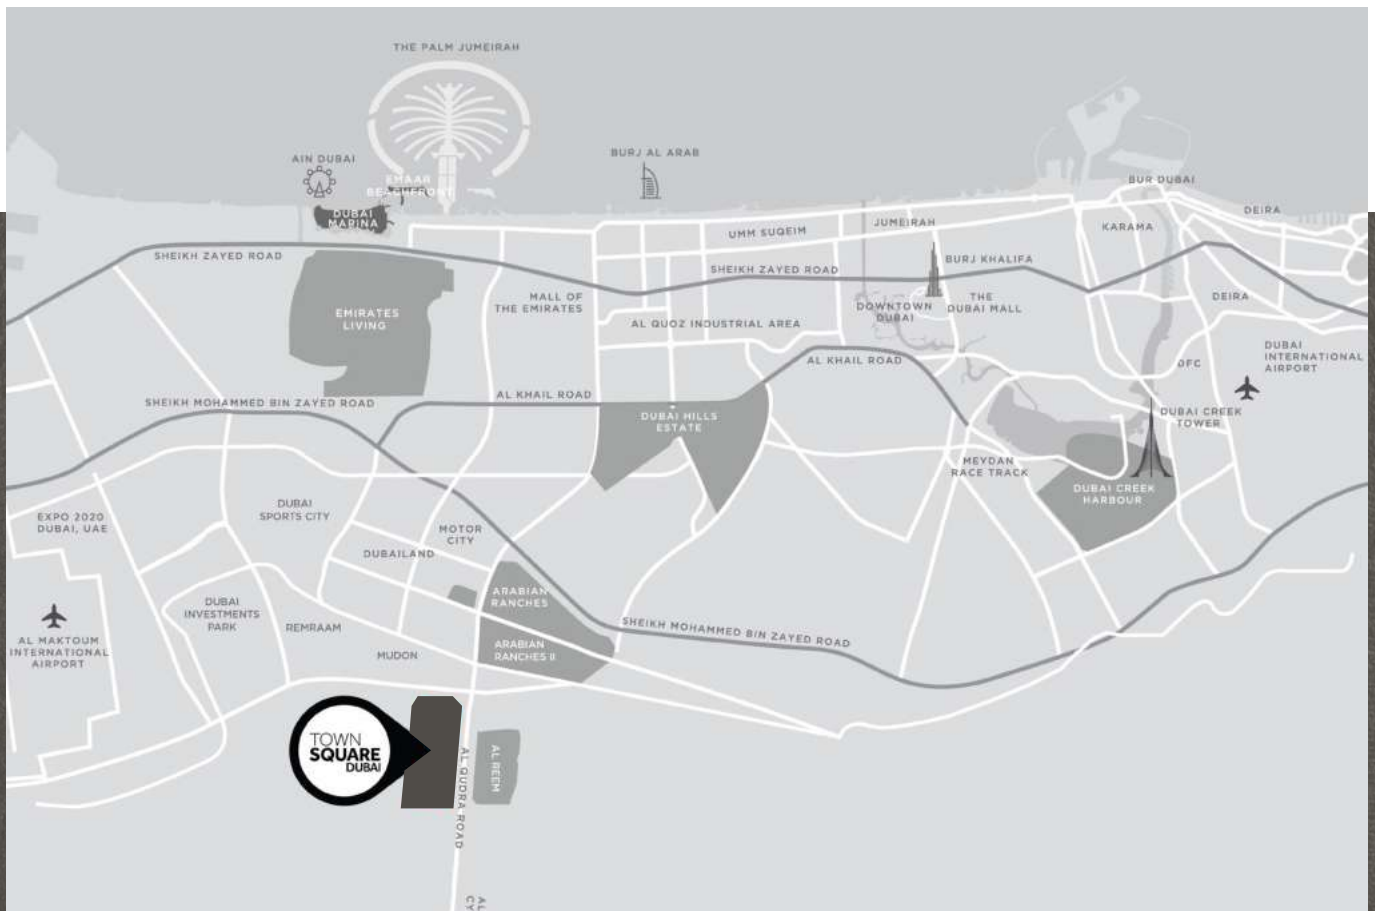 THE PALM JUMEIRAH
AIN DUBAI
BURJ AL ARAB
EMAAR
BEACHFRONT
DUBAI
MARINA
BUR DUBAI
DEIRA
KARAMA
JUMEIRAH
UMM SUQEIM
SHEIKH ZAYED ROAD
SHEIKH ZAYED ROAD
BURJ KHALIFA
MALL OF
THE EMIRATES
DOWNTOWN
DUBAI
THE
DUBAI MALL
DEIRA
EMIRATES
LIVING
AL QUOZ INDUSTRIAL AREA
AL KHAIL ROAD
DFC
DUBAI
INTERNATIONAL
AIRPORT
SHEIKH MOHAMMED BIN ZAYED ROAD
AL KHAIL ROAD
DUBAI HILLS
ESTATE
DUBAI CREEK
TOWER
MEYDAN
RACE TRACK
DUBAI CREEK
HARBOUR
EXPO 2020
DUBAI, UAE
DUBAI
SPORTS CITY
MOTOR
CITY
DUBAILAND
ARABIAN
RANCHES
DUBAI
INVESTMENTS
PARK
REMRAAM
SHEIKH MOHAMMED BIN ZAYED ROAD
AL MAKTOUM
INTERNATIONAL
AIRPORT
MUDON
ARABIAN
RANCHES II
TOWN
SQUARE
DUBAI
AL QUDRA ROAD
AL REEM
AL
CY